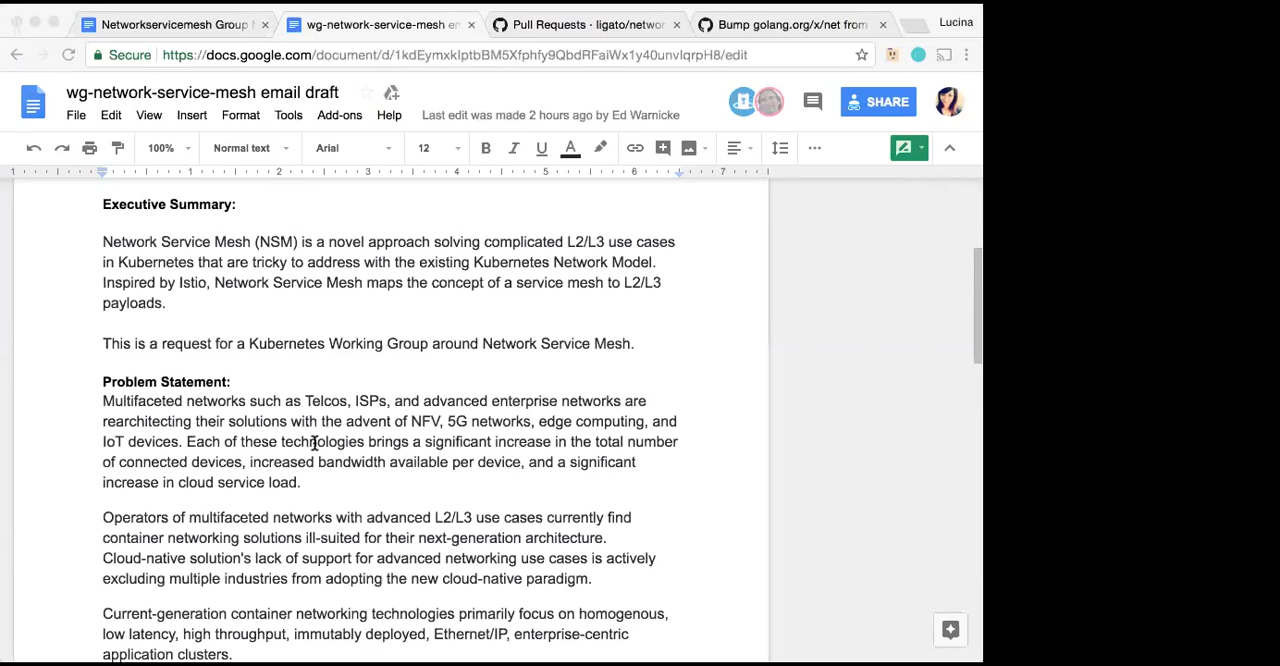 Networkservicemesh Group
wg-network-service-mesh em
Pull Requests · ligato/networ
Bump golang.org/x/net from
Lucina
Secure
https://docs.google.com/document/d/1kdEymxkIptbBM5Xfphfy9QbdRFaiWx1y40unvlqrpH8/edit
wg-network-service-mesh email draft
File Edit View Insert Format Tools Add-ons Help Last edit was made 2 hours ago by Ed Warnicke
SHARE
100% Normal text Arial 12 B I U A
1 1 2 3 4 5 6 7
Executive Summary:
Network Service Mesh (NSM) is a novel approach solving complicated L2/L3 use cases
in Kubernetes that are tricky to address with the existing Kubernetes Network Model.
Inspired by Istio, Network Service Mesh maps the concept of a service mesh to L2/L3
payloads.
This is a request for a Kubernetes Working Group around Network Service Mesh.
Problem Statement:
Multifaceted networks such as Telcos, ISPs, and advanced enterprise networks are
rearchitecting their solutions with the advent of NFV, 5G networks, edge computing, and
IoT devices. Each of these technologies brings a significant increase in the total number
of connected devices, increased bandwidth available per device, and a significant
increase in cloud service load.
Operators of multifaceted networks with advanced L2/L3 use cases currently find
container networking solutions ill-suited for their next-generation architecture.
Cloud-native solution's lack of support for advanced networking use cases is actively
excluding multiple industries from adopting the new cloud-native paradigm.
Current-generation container networking technologies primarily focus on homogenous,
low latency, high throughput, immutably deployed, Ethernet/IP, enterprise-centric
application clusters.